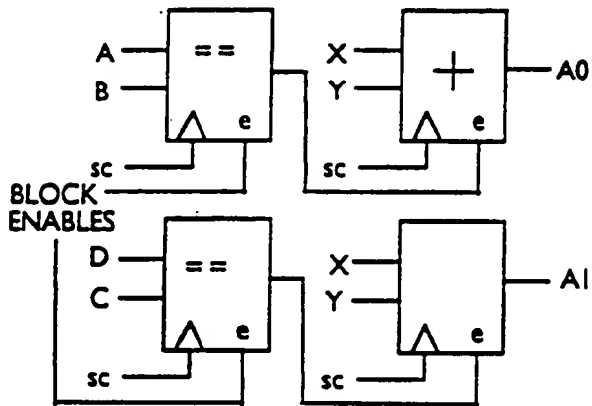 A == X + A0
B Y
e e
sc sc
BLOCK
ENABLES
D == X A1
C Y
e e
sc sc